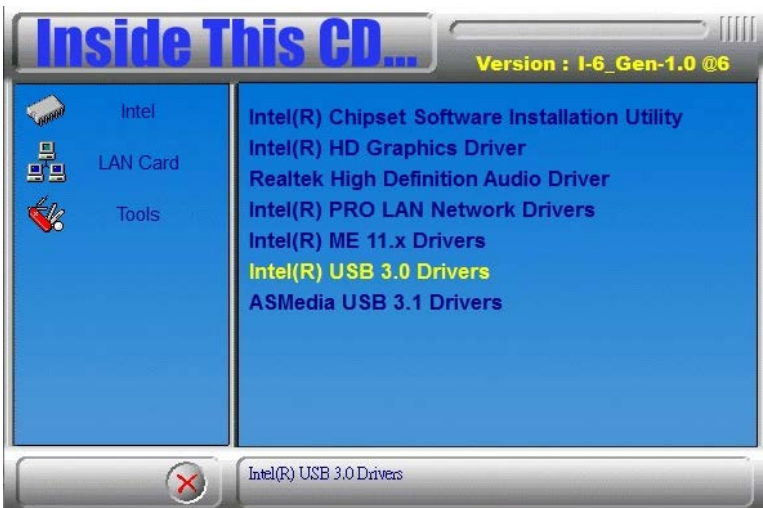 Inside This CD...
Version : I-6_Gen-1.0 @6
Intel
LAN Card
Tools
Intel(R) Chipset Software Installation Utility
Intel(R) HD Graphics Driver
Realtek High Definition Audio Driver
Intel(R) PRO LAN Network Drivers
Intel(R) ME 11.x Drivers
Intel(R) USB 3.0 Drivers
ASMedia USB 3.1 Drivers
Intel(R) USB 3.0 Drivers